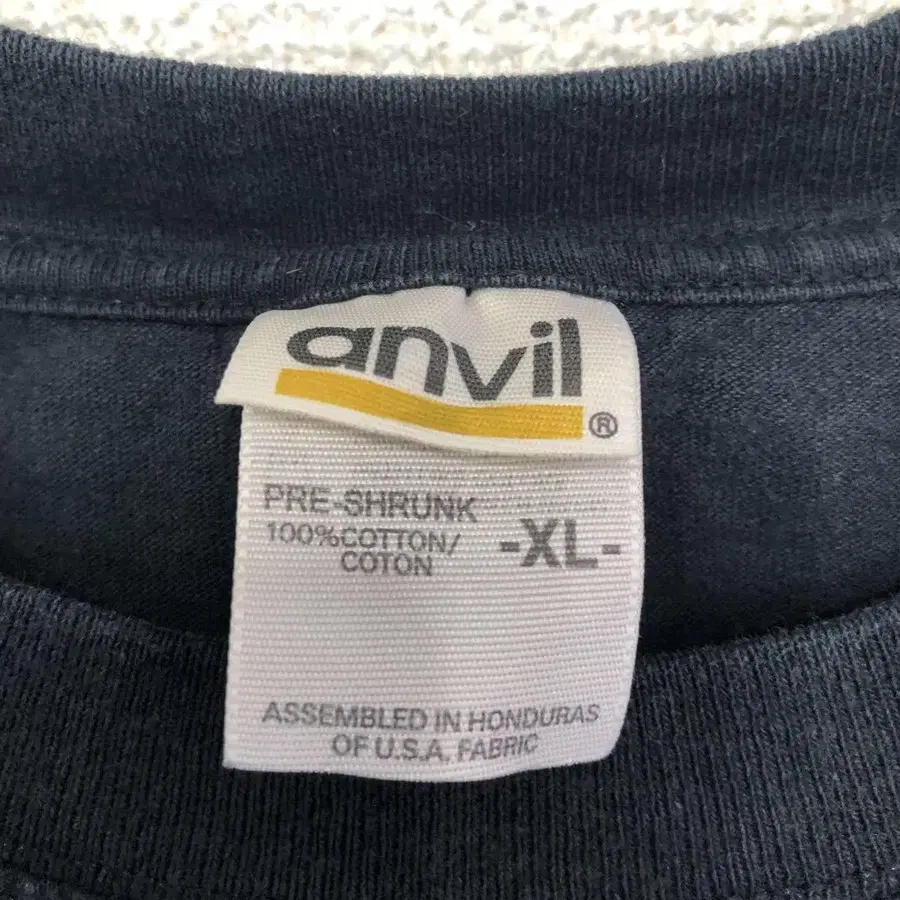 anvil
®
PRE-SHRUNK
100%COTTON/
COTON
-XL-
ASSEMBLED IN HONDURAS
OF U.S.A. FABRIC